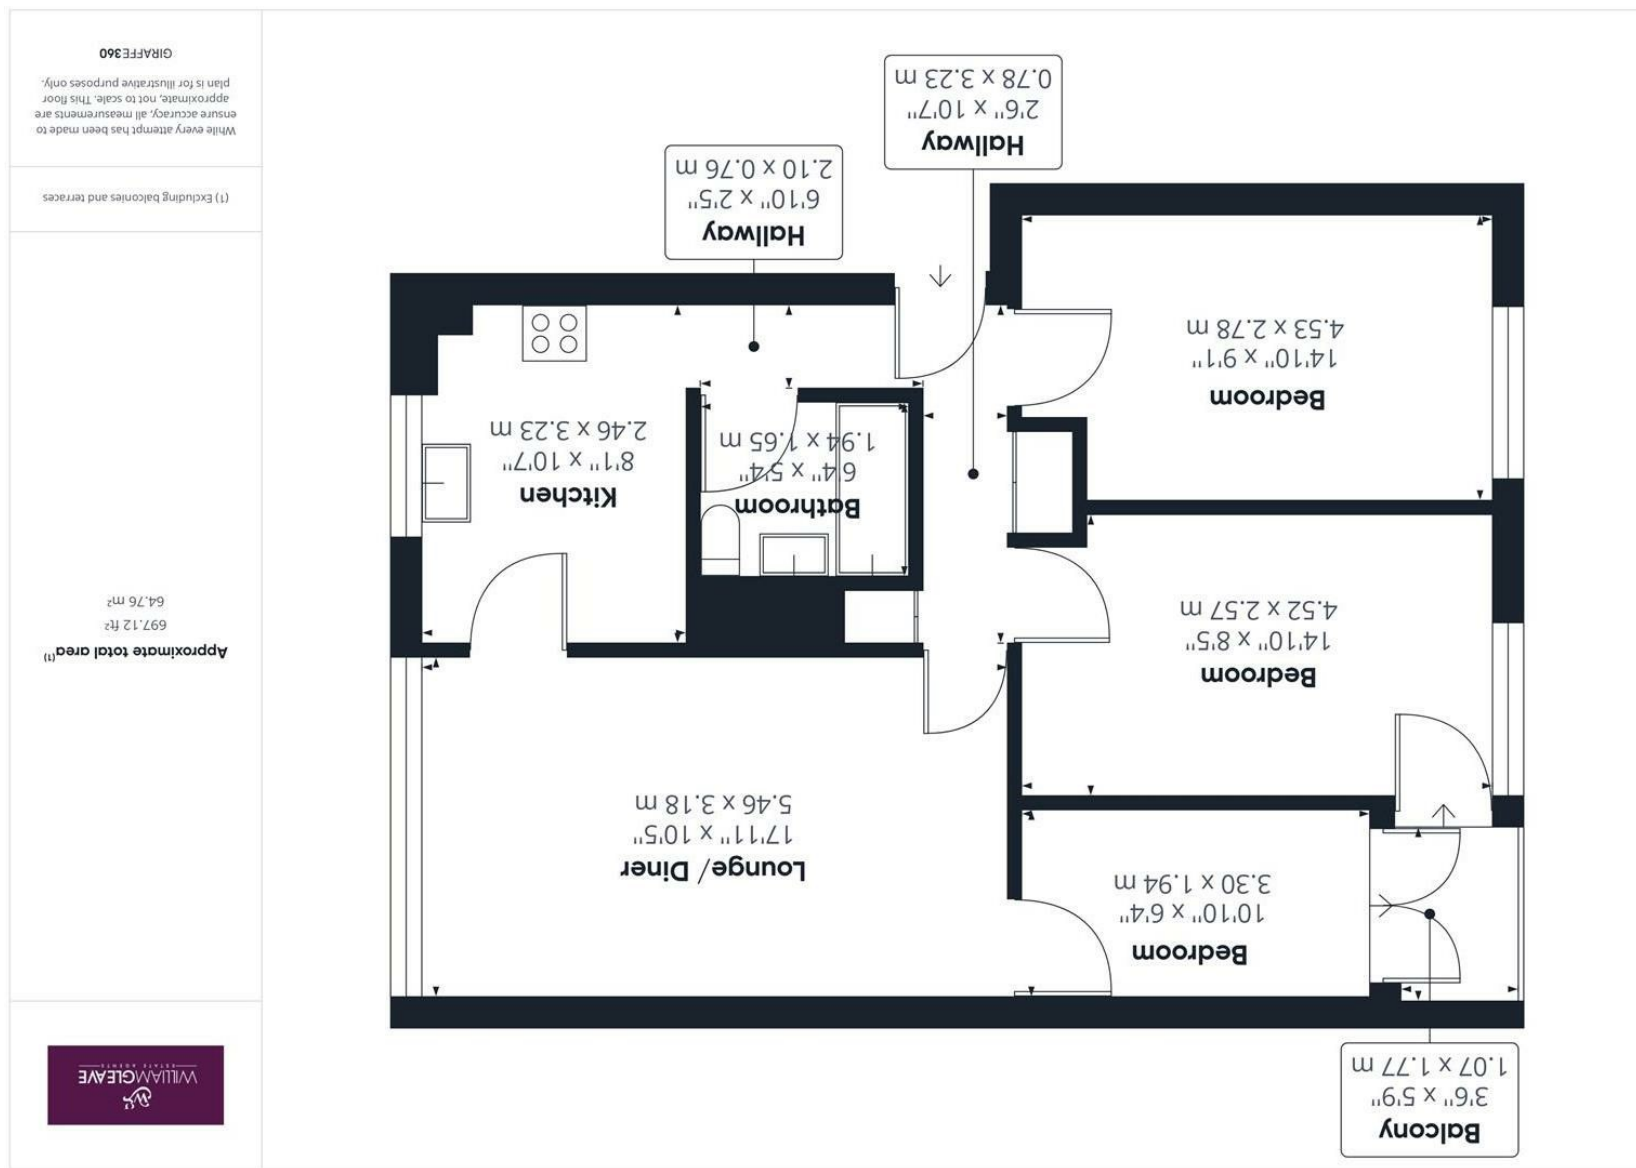 Balcony
3'6" x 5'9"
1.07 x 1.77 m
Bedroom
10'10" x 6'4"
3.30 x 1.94 m
Lounge/ Diner
17'11" x 10'5"
5.46 x 3.18 m
Bedroom
14'10" x 8'5"
4.52 x 2.57 m
Bathroom
6'4" x 5'4"
1.94 x 1.65 m
Kitchen
8'1" x 10'7"
2.46 x 3.23 m
Bedroom
14'10" x 9'1"
4.53 x 2.78 m
Hallway
6'10" x 2'5"
2.10 x 0.76 m
Hallway
2'6" x 10'7"
0.78 x 3.23 m
WILLIAMGLEAVE
ESTATE AGENTS
Approximate total area(1)
697.12 ft²
64.76 m²
(1) Excluding balconies and terraces
While every attempt has been made to
ensure accuracy, all measurements are
approximate, not to scale. This floor
plan is for illustrative purposes only.
GIRAFFE360